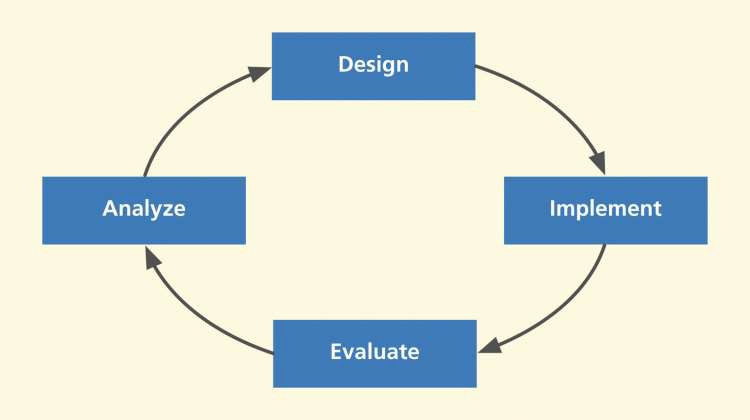 Design
Analyze
Implement
Evaluate